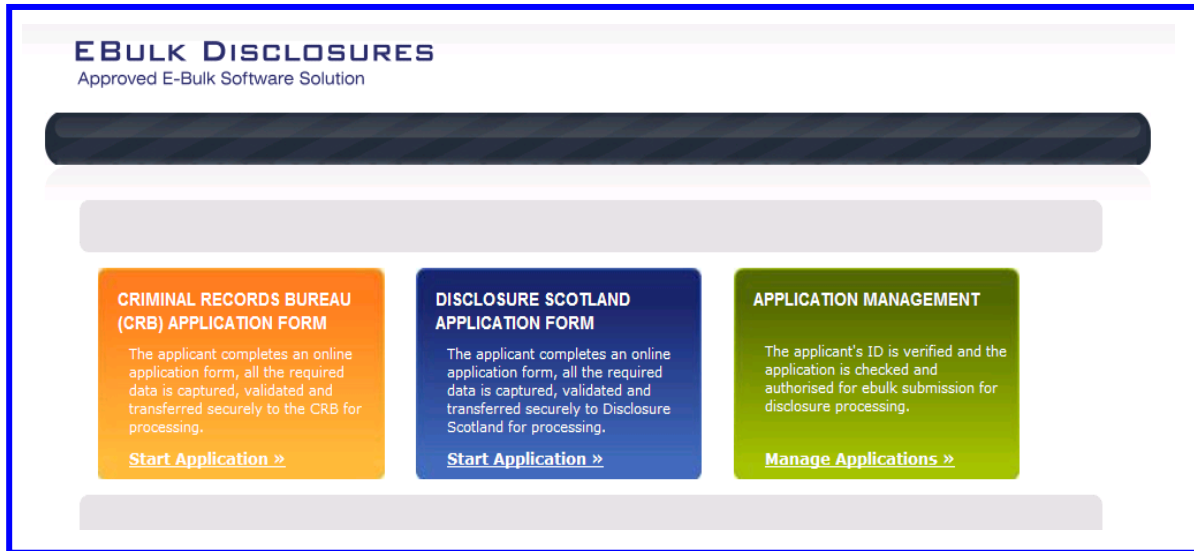 EBULK DISCLOSURES
Approved E-Bulk Software Solution
CRIMINAL RECORDS BUREAU
(CRB) APPLICATION FORM
The applicant completes an online
application form, all the required
data is captured, validated and
transferred securely to the CRB for
processing.
Start Application »
DISCLOSURE SCOTLAND
APPLICATION FORM
The applicant completes an online
application form, all the required
data is captured, validated and
transferred securely to Disclosure
Scotland for processing.
Start Application »
APPLICATION MANAGEMENT
The applicant's ID is verified and the
application is checked and
authorised for ebulk submission for
disclosure processing.
Manage Applications »